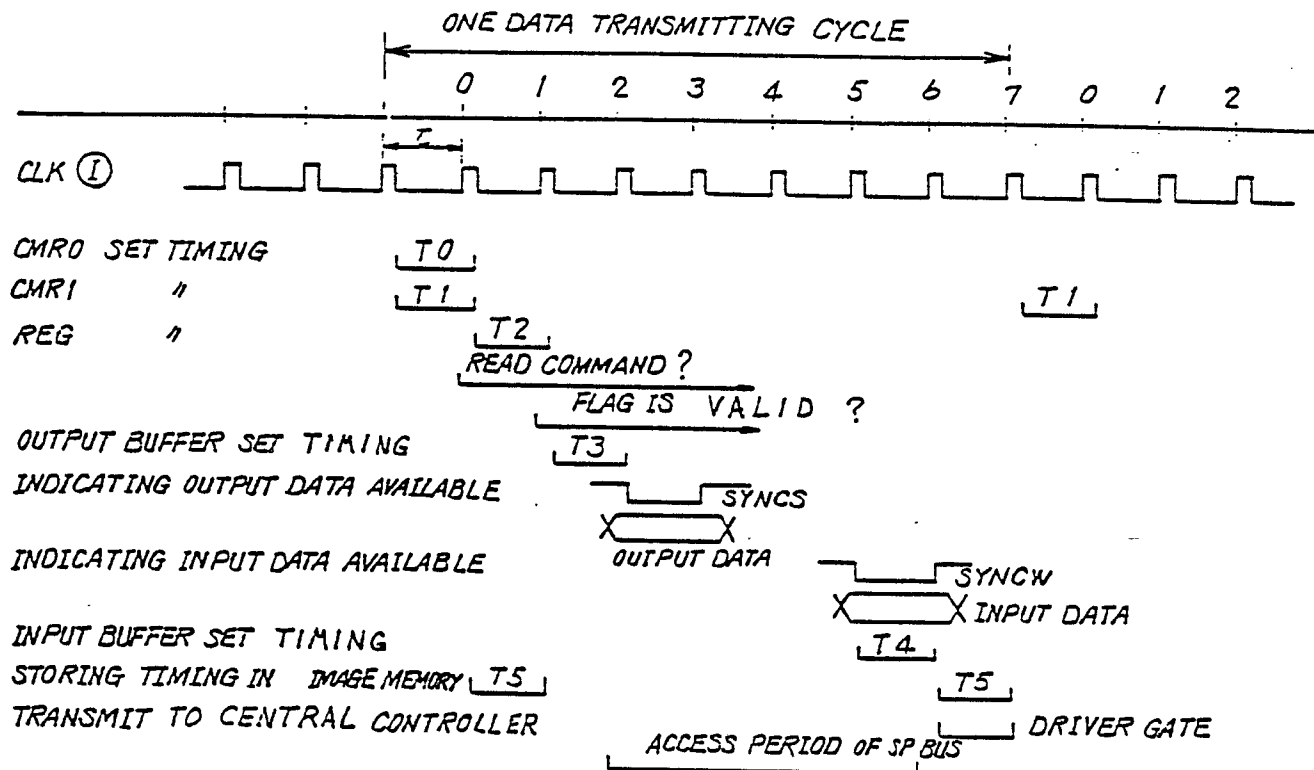 ONE DATA TRANSMITTING CYCLE
0 1 2 3 4 5 6 7 0 1 2
τ
CLK Ⓘ
CMR0 SET TIMING T0
CMR1 〃 T1 T1
REG 〃 T2
READ COMMAND ?
FLAG IS VALID ?
OUTPUT BUFFER SET TIMING T3
INDICATING OUTPUT DATA AVAILABLE SYNCS
OUTPUT DATA
INDICATING INPUT DATA AVAILABLE SYNCW
INPUT DATA
INPUT BUFFER SET TIMING T4
STORING TIMING IN IMAGE MEMORY T5 T5
TRANSMIT TO CENTRAL CONTROLLER DRIVER GATE
ACCESS PERIOD OF SP BUS